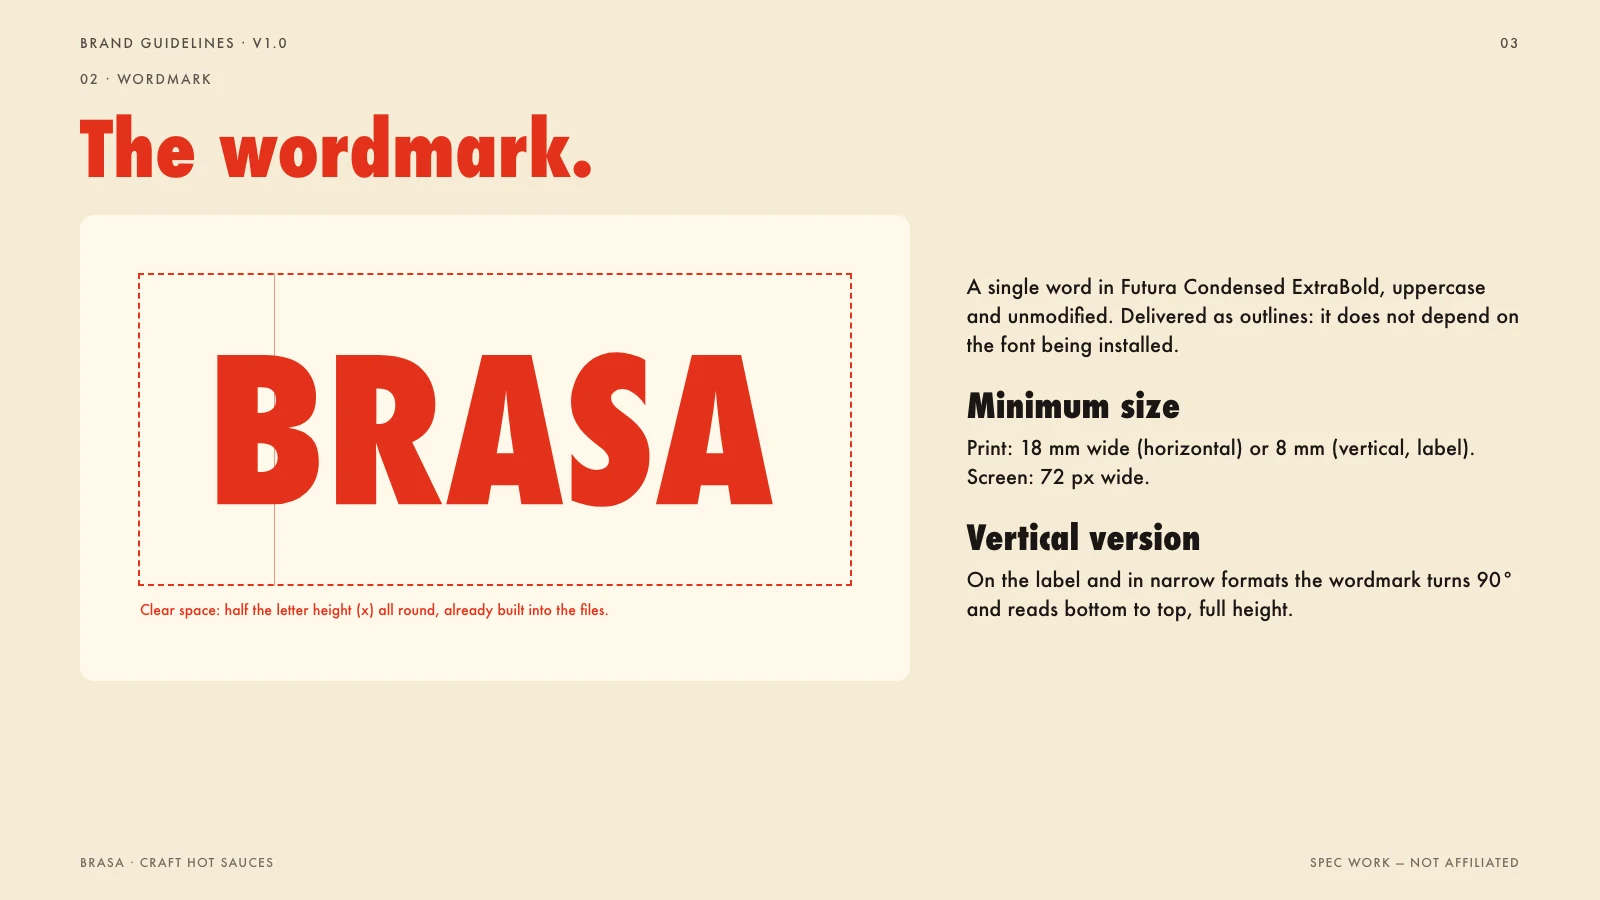 BRAND GUIDELINES · V1.0
03
02 · WORDMARK
The wordmark.
BRASA
Clear space: half the letter height (x) all round, already built into the files.
A single word in Futura Condensed ExtraBold, uppercase
and unmodified. Delivered as outlines: it does not depend on
the font being installed.
Minimum size
Print: 18 mm wide (horizontal) or 8 mm (vertical, label).
Screen: 72 px wide.
Vertical version
On the label and in narrow formats the wordmark turns 90°
and reads bottom to top, full height.
BRASA · CRAFT HOT SAUCES
SPEC WORK — NOT AFFILIATED